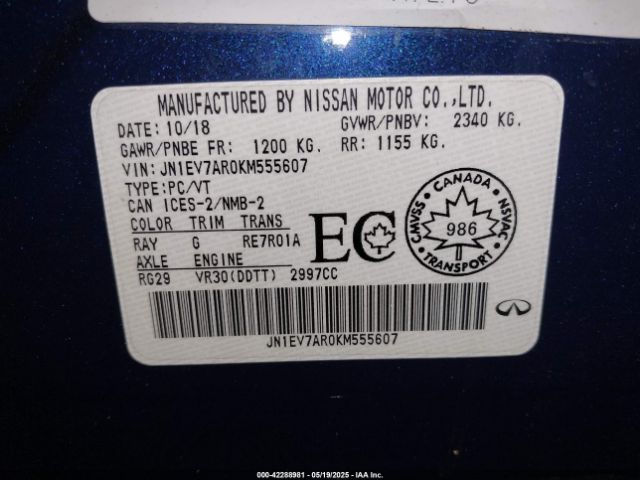 MANUFACTURED BY NISSAN MOTOR CO.,LTD.
DATE: 10/18 GVWR/PNBV: 2340 KG.
GAWR/PNBE FR: 1200 KG. RR: 1155 KG.
VIN: JN1EV7AR0KM555607
TYPE:PC/VT
CAN ICES-2/NMB-2
COLOR TRIM TRANS
RAY G RE7R01A
AXLE ENGINE
RG29 VR30(DDTT) 2997CC
EC
CANADA
CMVSS NSVAC
986
TRANSPORT
JN1EV7AR0KM555607
000-42288981 - 05/19/2025 - IAA Inc.